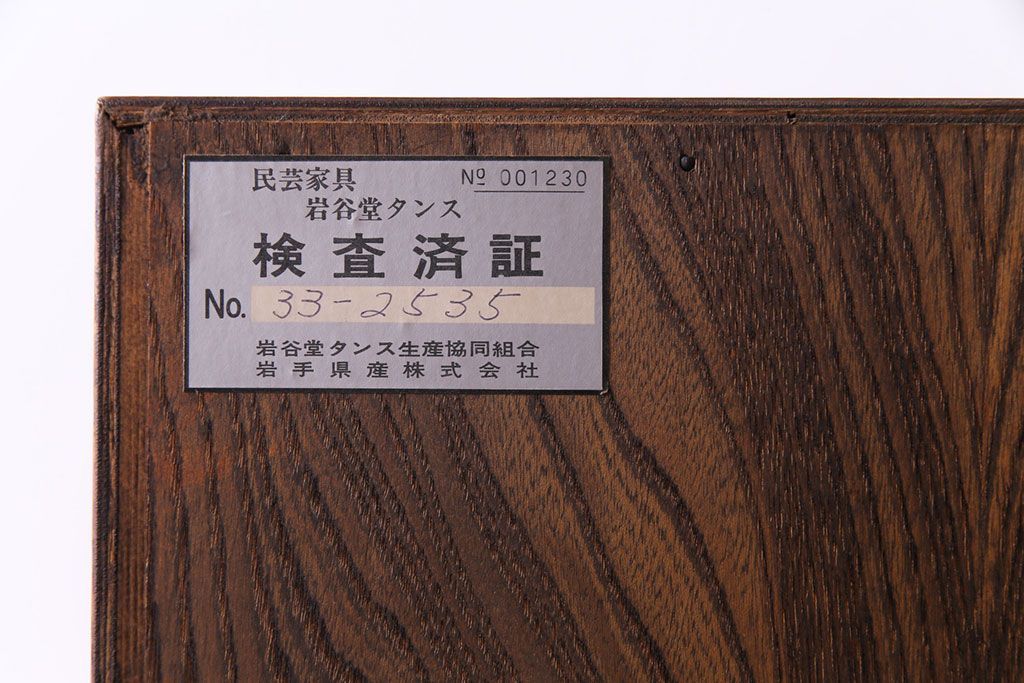 民芸家具 № 001230
岩谷堂タンス
検査済証
No. 33-2535
岩谷堂タンス生産協同組合
岩手県産株式会社